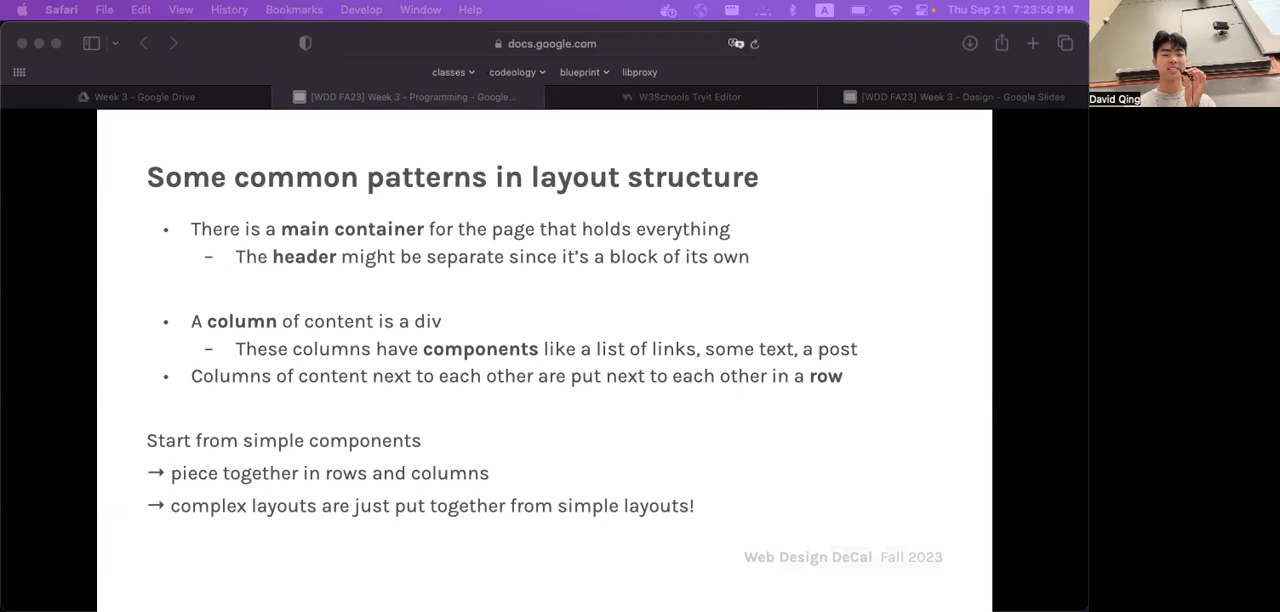 Safari File Edit View History Bookmarks Develop Window Help A Thu Sep 21 7:23:50 PM
docs.google.com
classes codeology blueprint libproxy
Week 3 - Google Drive [WDD FA23] Week 3 - Programming - Google... W3Schools Tryit Editor [WDD FA23] Week 3 - Design - Google Slides
David Qing
Some common patterns in layout structure
• There is a main container for the page that holds everything
– The header might be separate since it's a block of its own
• A column of content is a div
– These columns have components like a list of links, some text, a post
• Columns of content next to each other are put next to each other in a row
Start from simple components
→ piece together in rows and columns
→ complex layouts are just put together from simple layouts!
Web Design DeCal Fall 2023